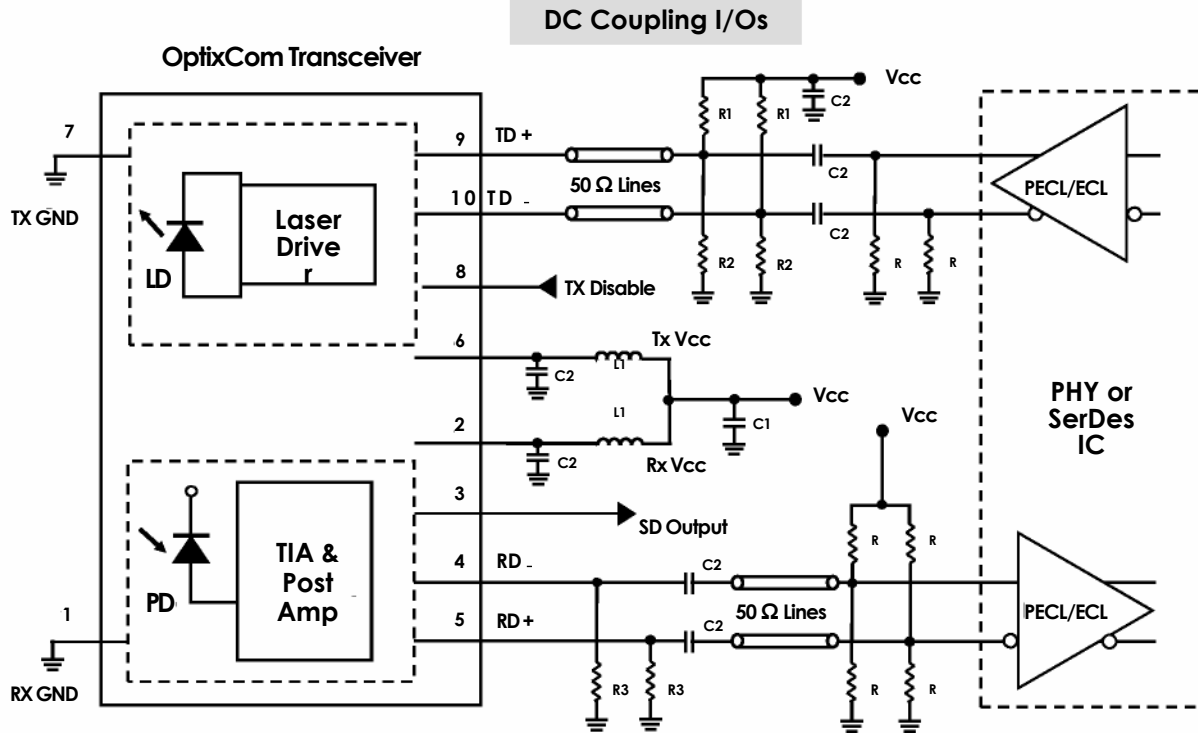 DC Coupling I/Os
OptixCom Transceiver
Vcc
R1
R1
C2
7
9
TD +
50 Ω Lines
C2
PECL/ECL
TX GND
10
TD -
C2
LD
Laser
Drive
r
R2
R2
R
R
8
TX Disable
6
Tx Vcc
L1
C2
Vcc
C1
L1
2
Rx Vcc
C2
PHY or
SerDes
IC
Vcc
3
SD Output
R
R
4
RD -
C2
50 Ω Lines
TIA &
Post
Amp
PD
PECL/ECL
1
5
RD +
C2
RX GND
R3
R3
R
R